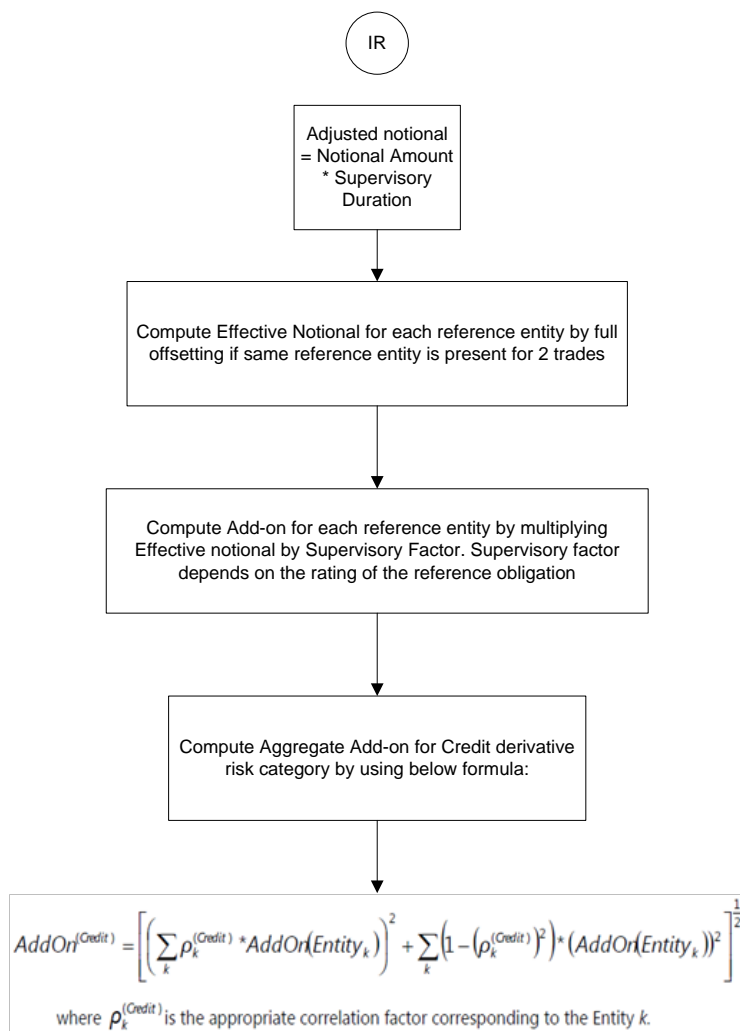 IR
Adjusted notional
= Notional Amount
* Supervisory
Duration
Compute Effective Notional for each reference entity by full
offsetting if same reference entity is present for 2 trades
Compute Add-on for each reference entity by multiplying
Effective notional by Supervisory Factor. Supervisory factor
depends on the rating of the reference obligation
Compute Aggregate Add-on for Credit derivative
risk category by using below formula:
AddOn^(Credit) = [(∑_k ρ_k^(Credit) * AddOn(Entity_k))^2 + ∑_k (1 − (ρ_k^(Credit))^2) * (AddOn(Entity_k))^2]^(1/2)
where ρ_k^(Credit) is the appropriate correlation factor corresponding to the Entity k.